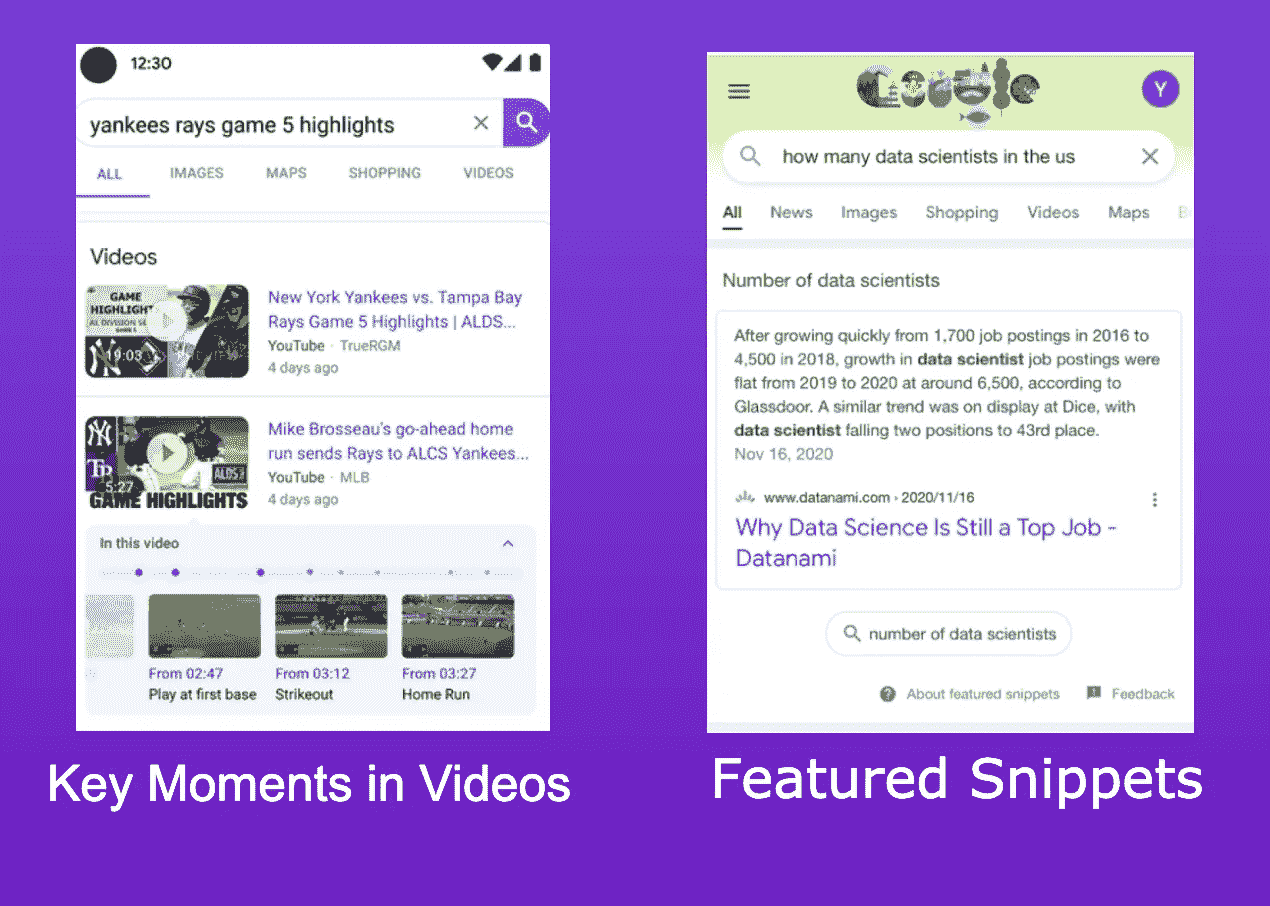 12:30
yankees rays game 5 highlights
ALL IMAGES MAPS SHOPPING VIDEOS
Videos
GAME
HIGHLIGHT
AL DIVISION SE
GAME 5
19:03
New York Yankees vs. Tampa Bay
Rays Game 5 Highlights | ALDS...
YouTube · TrueRGM
4 days ago
5:27
ALDS
GAME HIGHLIGHTS
Mike Brosseau's go-ahead home
run sends Rays to ALCS Yankees...
YouTube · MLB
4 days ago
In this video
From 02:47
Play at first base
From 03:12
Strikeout
From 03:27
Home Run
Key Moments in Videos
Y
how many data scientists in the us
All News Images Shopping Videos Maps
Number of data scientists
After growing quickly from 1,700 job postings in 2016 to
4,500 in 2018, growth in data scientist job postings were
flat from 2019 to 2020 at around 6,500, according to
Glassdoor. A similar trend was on display at Dice, with
data scientist falling two positions to 43rd place.
Nov 16, 2020
www.datanami.com › 2020/11/16
Why Data Science Is Still a Top Job -
Datanami
number of data scientists
About featured snippets Feedback
Featured Snippets